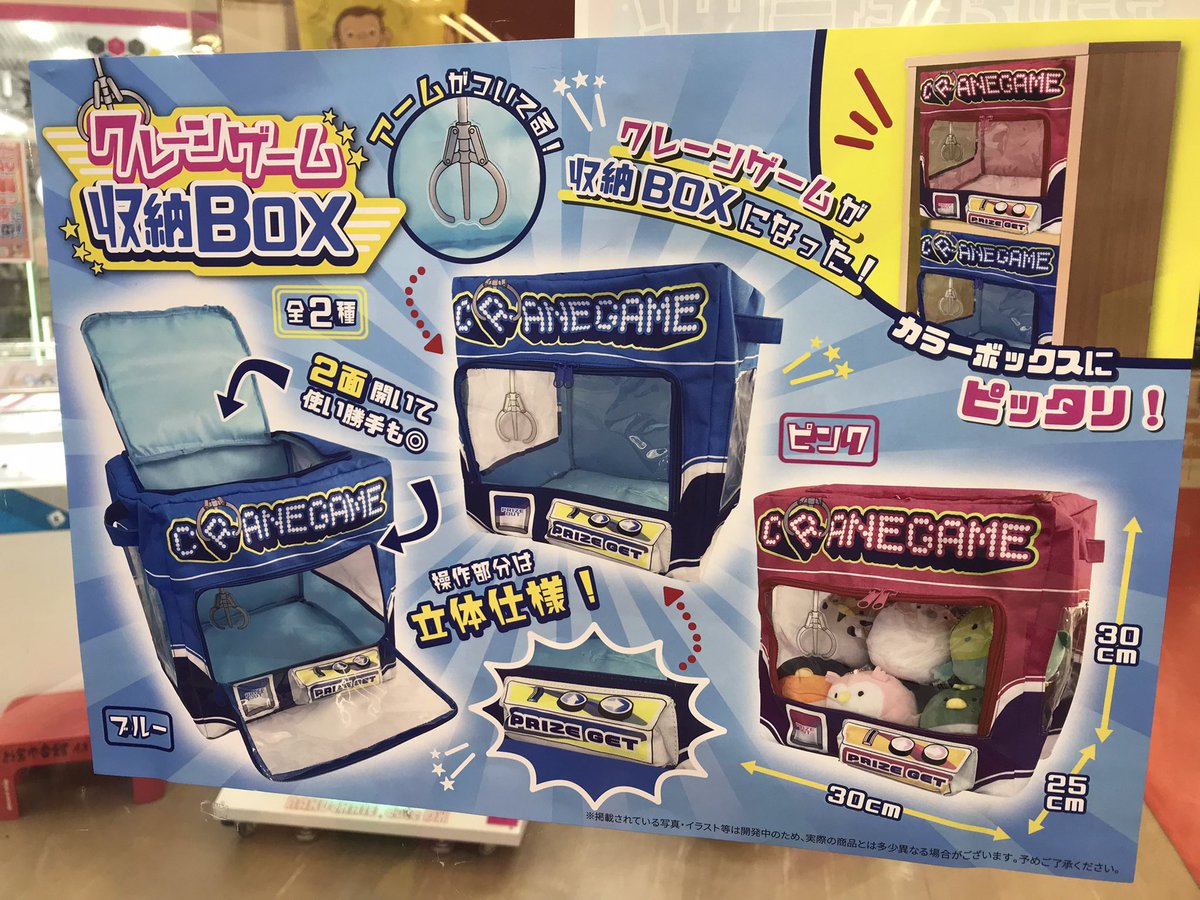 クレーンゲーム
収納BOX
アームがついてる!
クレーンゲームが
収納BOXになった!
CRANEGAME
PRIZE GET
CRANEGAME
カラーボックスに
ピッタリ!
全2種
2面開いて
使い勝手も◎
CRANEGAME
PRIZE OUT
PRIZE GET
ピンク
CRANEGAME
PRIZE GET
操作部分は
立体仕様!
PRIZE GET
CRANEGAME
PRIZE GET
ブルー
30cm
25cm
30cm
※掲載されている写真・イラスト等は開発中のため、実際の商品とは多少異なる場合がございます。予めご了承ください。